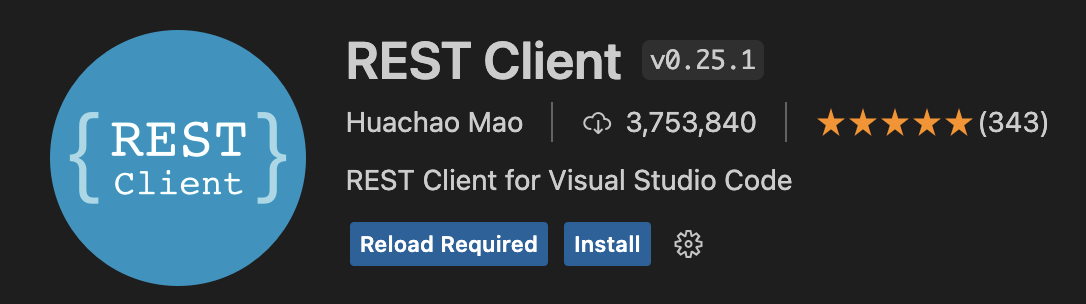 { REST
Client }
REST Client v0.25.1
Huachao Mao | 3,753,840 | ★★★★★ (343)
REST Client for Visual Studio Code
Reload Required Install